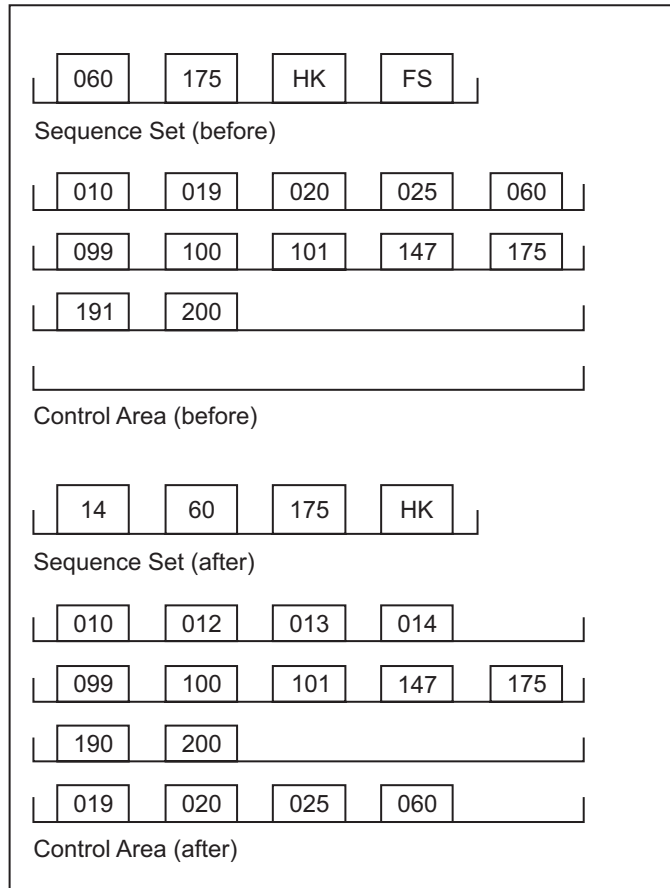 060 175 HK FS
Sequence Set (before)
010 019 020 025 060
099 100 101 147 175
191 200
Control Area (before)
14 60 175 HK
Sequence Set (after)
010 012 013 014
099 100 101 147 175
190 200
019 020 025 060
Control Area (after)